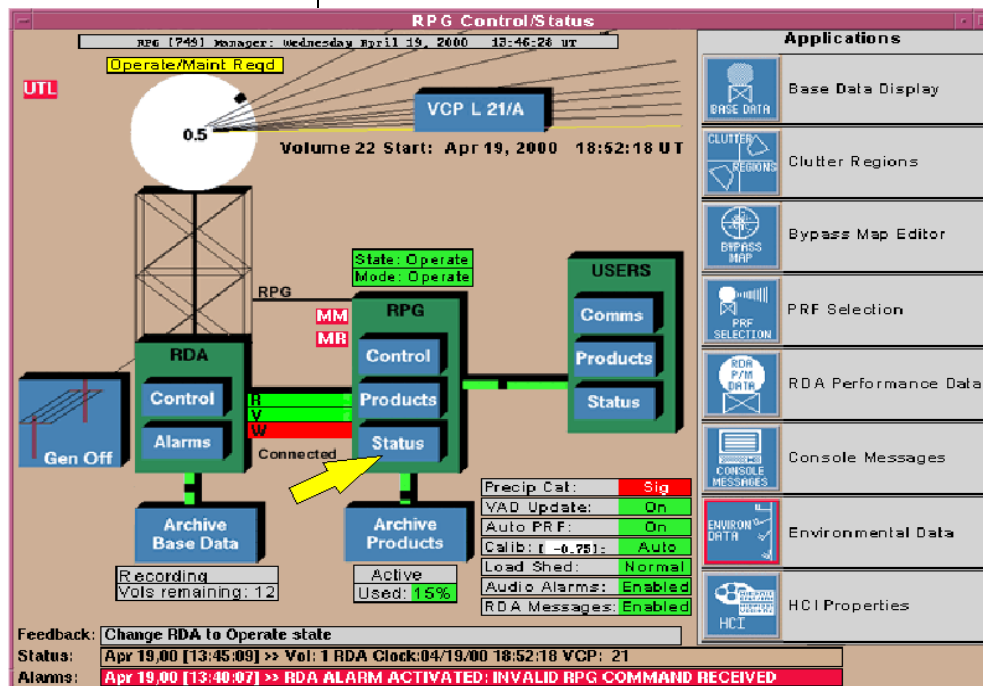 RPG Control/Status
RPG [749] Manager: Wednesday April 19, 2000 13:46:28 UT
Operate/Maint Reqd
UTL
0.5
VCP L 21/A
Volume 22 Start: Apr 19, 2000 18:52:18 UT
State: Operate
Mode: Operate
RPG
MM
MR
RPG
Control
Products
Status
USERS
Comms
Products
Status
RDA
Control
Alarms
R
V
W
Connected
Gen Off
Archive
Base Data
Recording
Vols remaining: 12
Archive
Products
Active
Used: 15%
Precip Cat: Sig
VAD Update: On
Auto PRF: On
Calib: [ -0.75]: Auto
Load Shed: Normal
Audio Alarms: Enabled
RDA Messages: Enabled
Feedback: Change RDA to Operate state
Status: Apr 19,00 [13:45:09] >> Vol: 1 RDA Clock:04/19/00 18:52:18 VCP: 21
Alarms: Apr 19,00 [13:40:07] >> RDA ALARM ACTIVATED: INVALID RPG COMMAND RECEIVED
Applications
BASE DATA
Base Data Display
CLUTTER
REGIONS
Clutter Regions
BYPASS
MAP
Bypass Map Editor
PRF
SELECTION
PRF Selection
RDA
P/M
DATA
RDA Performance Data
CONSOLE
MESSAGES
Console Messages
ENVIRON
DATA
Environmental Data
HCI
HCI Properties